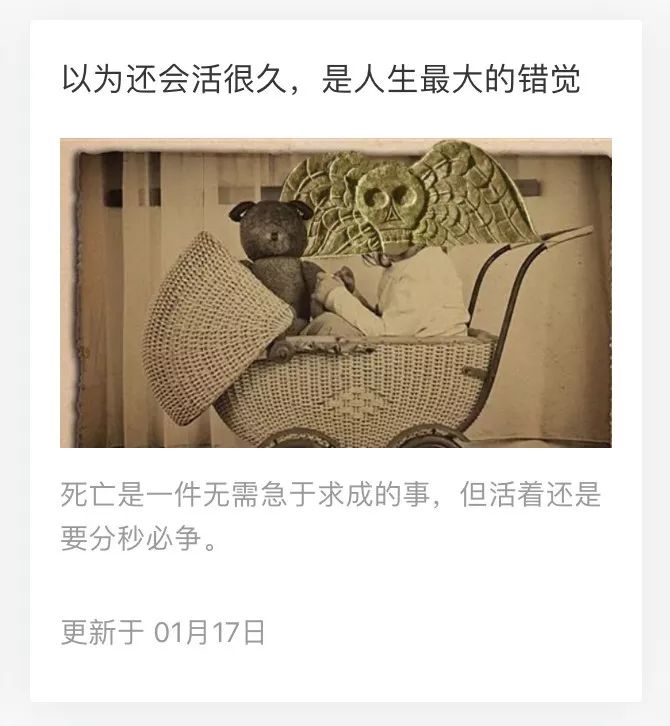 以为还会活很久，是人生最大的错觉
死亡是一件无需急于求成的事，但活着还是
要分秒必争。
更新于 01月17日